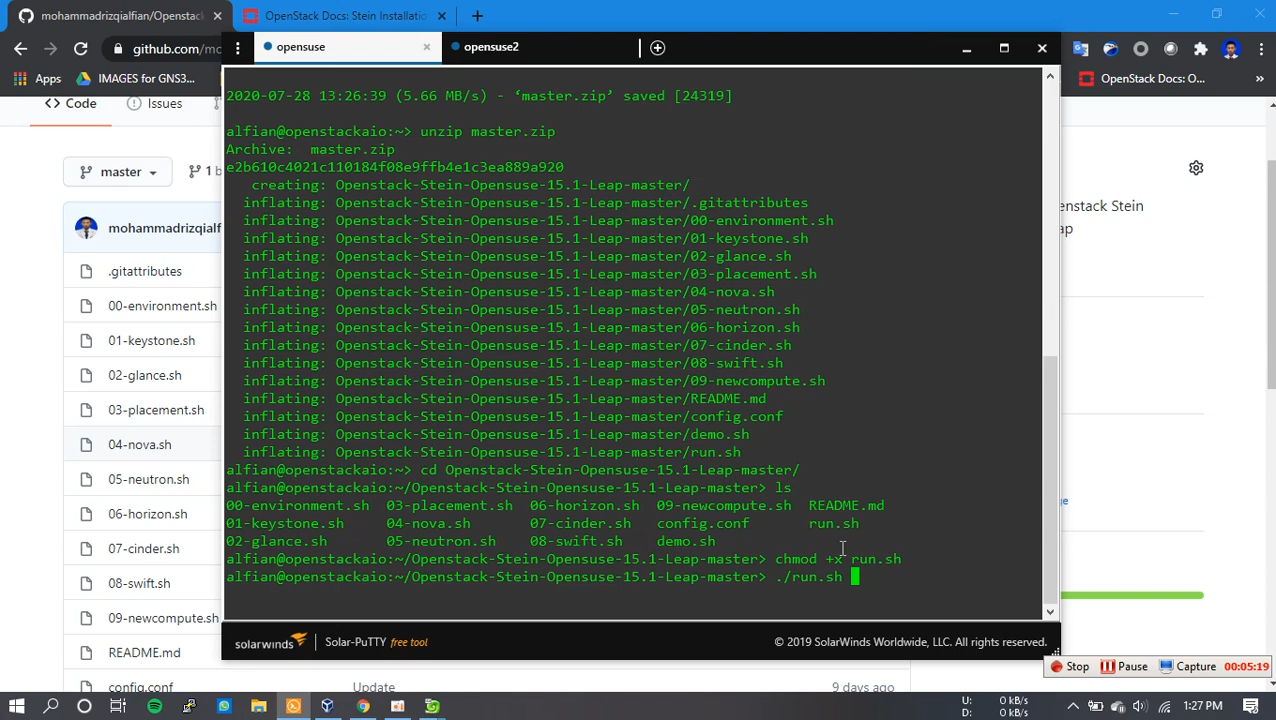 mohammadrizqialfian/Openstack
OpenStack Docs: Stein Installatio
github.com/mo
Apps
IMAGES for GNS3...
OpenStack Docs: O...
»
opensuse
opensuse2
Code
Issues
master
1 b
mohammadrizqialf
.gitattributes
00-environment.sh
01-keystone.sh
02-glance.sh
03-placement.sh
04-nova.sh
05-neutron.sh
06-horizon.sh
07-cinder.sh
08-swift.sh
09-newcompute.sh
README.md
config.conf
Update
9 days ago
enstack Stein
ap
ge
2020-07-28 13:26:39 (5.66 MB/s) - ‘master.zip’ saved [24319]
alfian@openstackaio:~> unzip master.zip
Archive:  master.zip
e2b610c4021c110184f08e9ffb4e1c3ea889a920
creating: Openstack-Stein-Opensuse-15.1-Leap-master/
inflating: Openstack-Stein-Opensuse-15.1-Leap-master/.gitattributes
inflating: Openstack-Stein-Opensuse-15.1-Leap-master/00-environment.sh
inflating: Openstack-Stein-Opensuse-15.1-Leap-master/01-keystone.sh
inflating: Openstack-Stein-Opensuse-15.1-Leap-master/02-glance.sh
inflating: Openstack-Stein-Opensuse-15.1-Leap-master/03-placement.sh
inflating: Openstack-Stein-Opensuse-15.1-Leap-master/04-nova.sh
inflating: Openstack-Stein-Opensuse-15.1-Leap-master/05-neutron.sh
inflating: Openstack-Stein-Opensuse-15.1-Leap-master/06-horizon.sh
inflating: Openstack-Stein-Opensuse-15.1-Leap-master/07-cinder.sh
inflating: Openstack-Stein-Opensuse-15.1-Leap-master/08-swift.sh
inflating: Openstack-Stein-Opensuse-15.1-Leap-master/09-newcompute.sh
inflating: Openstack-Stein-Opensuse-15.1-Leap-master/README.md
inflating: Openstack-Stein-Opensuse-15.1-Leap-master/config.conf
inflating: Openstack-Stein-Opensuse-15.1-Leap-master/demo.sh
inflating: Openstack-Stein-Opensuse-15.1-Leap-master/run.sh
alfian@openstackaio:~> cd Openstack-Stein-Opensuse-15.1-Leap-master/
alfian@openstackaio:~/Openstack-Stein-Opensuse-15.1-Leap-master> ls
00-environment.sh  03-placement.sh  06-horizon.sh  09-newcompute.sh  README.md
01-keystone.sh  04-nova.sh  07-cinder.sh  config.conf  run.sh
02-glance.sh  05-neutron.sh  08-swift.sh  demo.sh
alfian@openstackaio:~/Openstack-Stein-Opensuse-15.1-Leap-master> chmod +x run.sh
alfian@openstackaio:~/Openstack-Stein-Opensuse-15.1-Leap-master> ./run.sh
solarwinds
Solar-PuTTY free tool
© 2019 SolarWinds Worldwide, LLC. All rights reserved.
Stop
Pause
Capture
00:05:19
U: 0 kB/s
D: 0 kB/s
1:27 PM